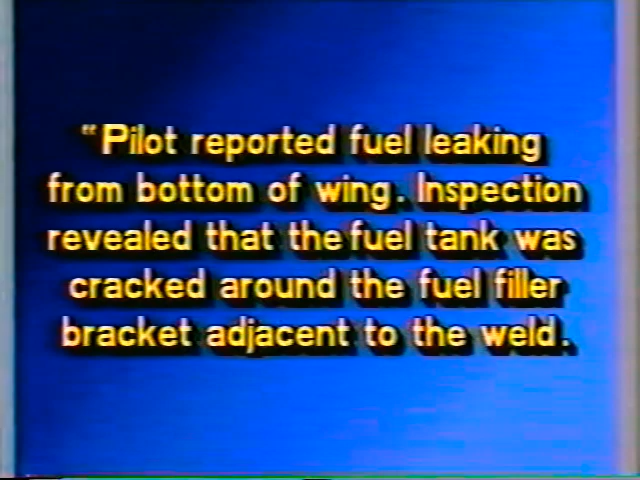 “Pilot reported fuel leaking
from bottom of wing. Inspection
revealed that the fuel tank was
cracked around the fuel filler
bracket adjacent to the weld.